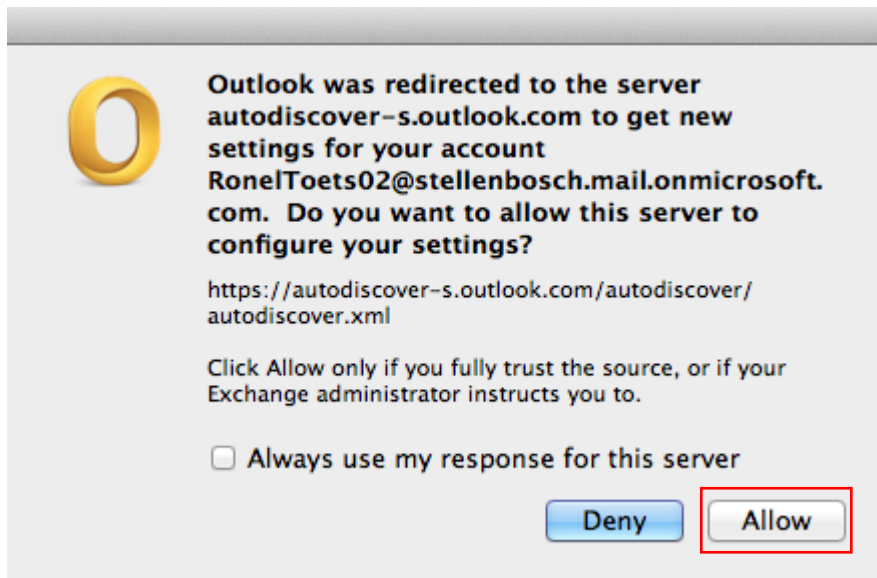 Outlook was redirected to the server
autodiscover-s.outlook.com to get new
settings for your account
RonelToets02@stellenbosch.mail.onmicrosoft.
com. Do you want to allow this server to
configure your settings?
https://autodiscover-s.outlook.com/autodiscover/
autodiscover.xml
Click Allow only if you fully trust the source, or if your
Exchange administrator instructs you to.
Always use my response for this server
Deny Allow